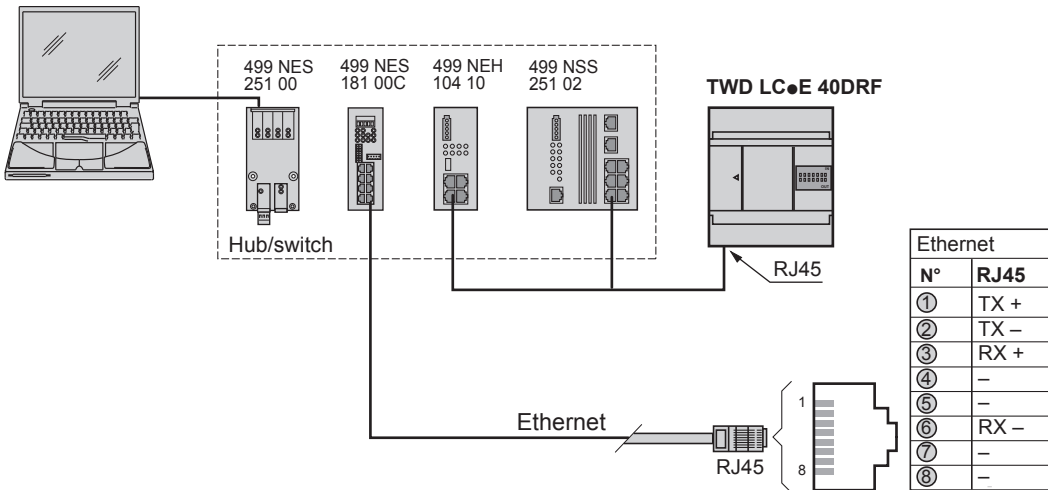 499 NES
251 00
499 NES
181 00C
499 NEH
104 10
499 NSS
251 02
TWD LC●E 40DRF
Hub/switch
RJ45
Ethernet
RJ45
1
8
Ethernet
N° RJ45
① TX +
② TX –
③ RX +
④ –
⑤ –
⑥ RX –
⑦ –
⑧ –